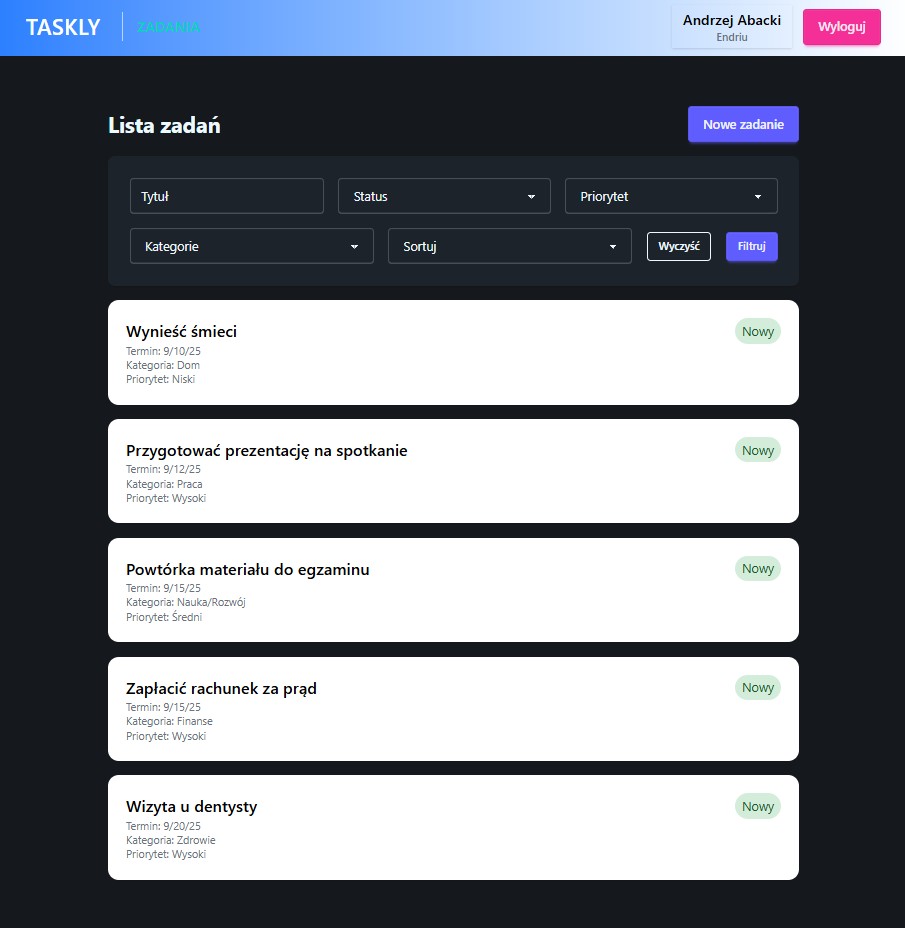 TASKLY
ZADANIA
Andrzej Abacki
Endriu
Wyloguj
Lista zadań
Nowe zadanie
Tytuł
Status
Priorytet
Kategorie
Sortuj
Wyczyść
Filtruj
Wynieść śmieci
Nowy
Termin: 9/10/25
Kategoria: Dom
Priorytet: Niski
Przygotować prezentację na spotkanie
Nowy
Termin: 9/12/25
Kategoria: Praca
Priorytet: Wysoki
Powtórka materiału do egzaminu
Nowy
Termin: 9/15/25
Kategoria: Nauka/Rozwój
Priorytet: Średni
Zapłacić rachunek za prąd
Nowy
Termin: 9/15/25
Kategoria: Finanse
Priorytet: Wysoki
Wizyta u dentysty
Nowy
Termin: 9/20/25
Kategoria: Zdrowie
Priorytet: Wysoki